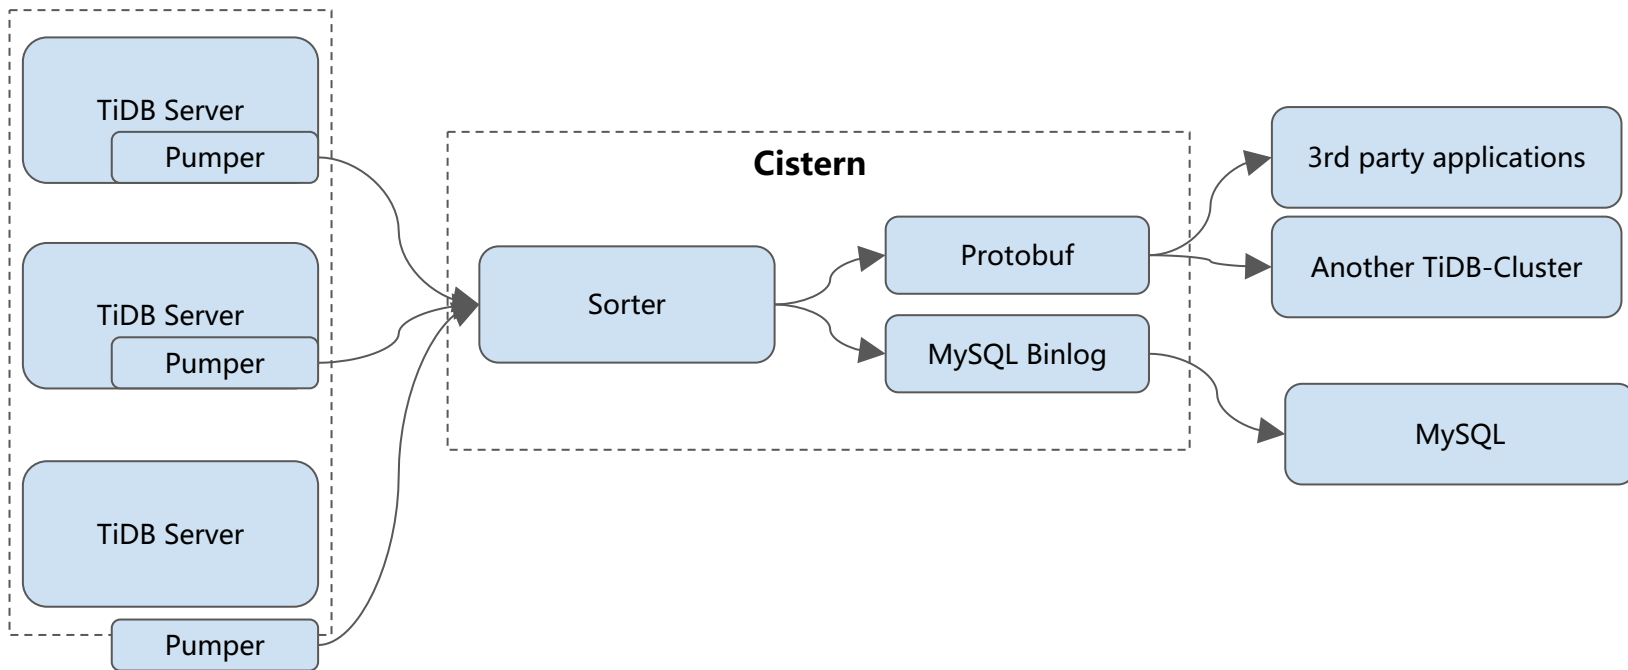 TiDB Server
Pumper
TiDB Server
Pumper
TiDB Server
Pumper
Cistern
Sorter
Protobuf
MySQL Binlog
3rd party applications
Another TiDB-Cluster
MySQL